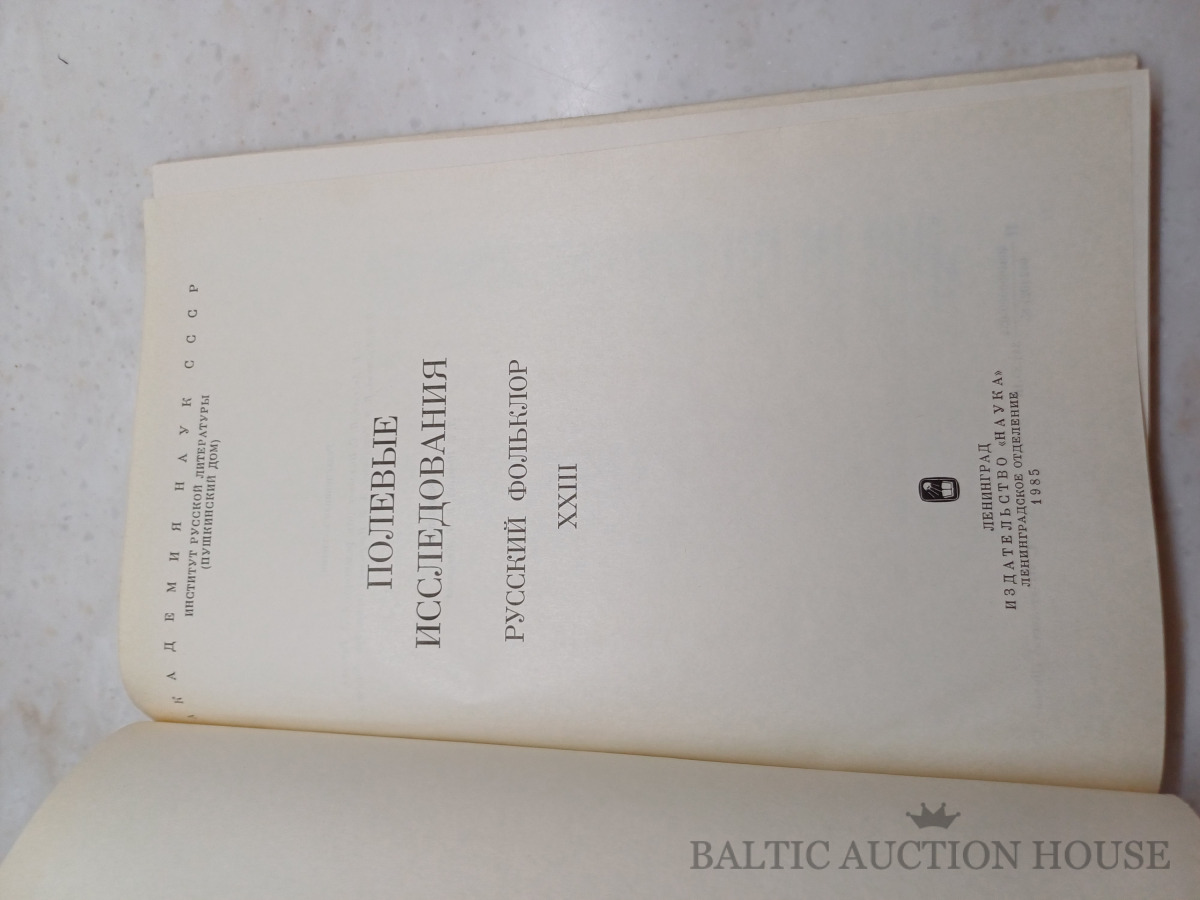 АКАДЕМИЯ НАУК СССР
ИНСТИТУТ РУССКОЙ ЛИТЕРАТУРЫ
(ПУШКИНСКИЙ ДОМ)
ПОЛЕВЫЕ
ИССЛЕДОВАНИЯ
РУССКИЙ ФОЛЬКЛОР
XXIII
ЛЕНИНГРАД
ИЗДАТЕЛЬСТВО «НАУКА»
ЛЕНИНГРАДСКОЕ ОТДЕЛЕНИЕ
1985
BALTIC AUCTION HOUSE